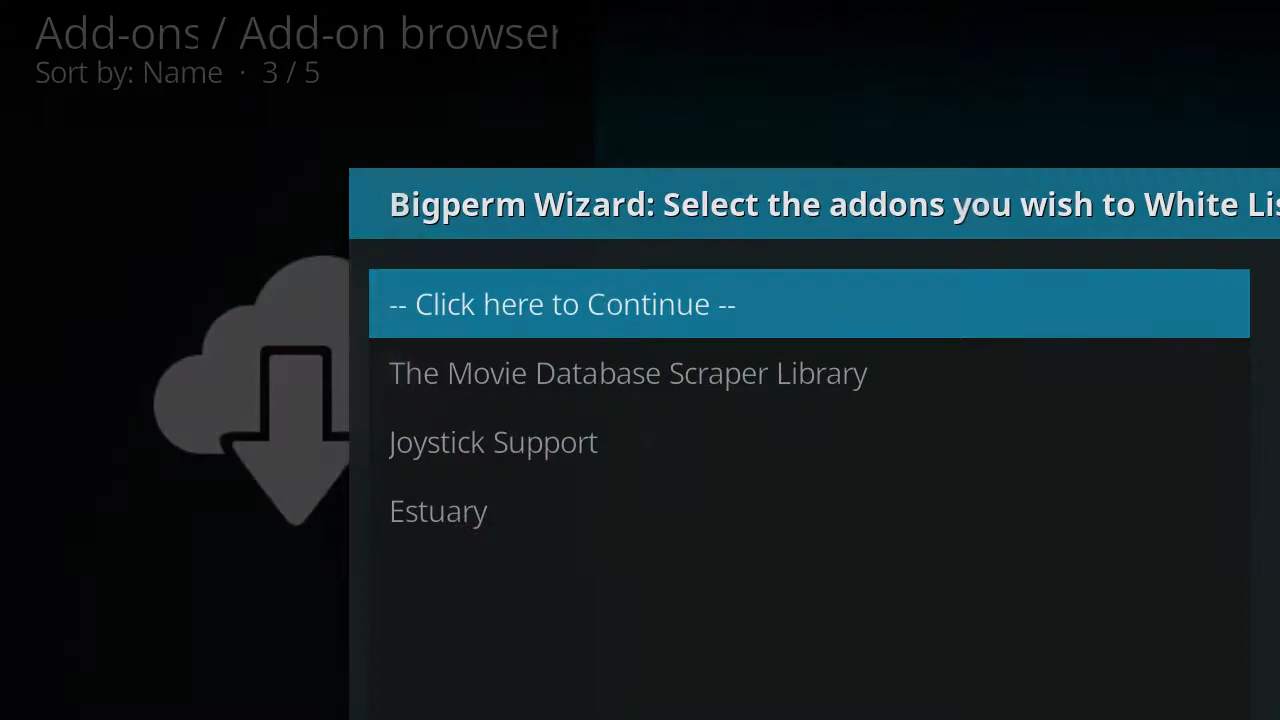 Add-ons / Add-on browser
Sort by: Name · 3 / 5
Bigperm Wizard: Select the addons you wish to White Lis
-- Click here to Continue --
The Movie Database Scraper Library
Joystick Support
Estuary